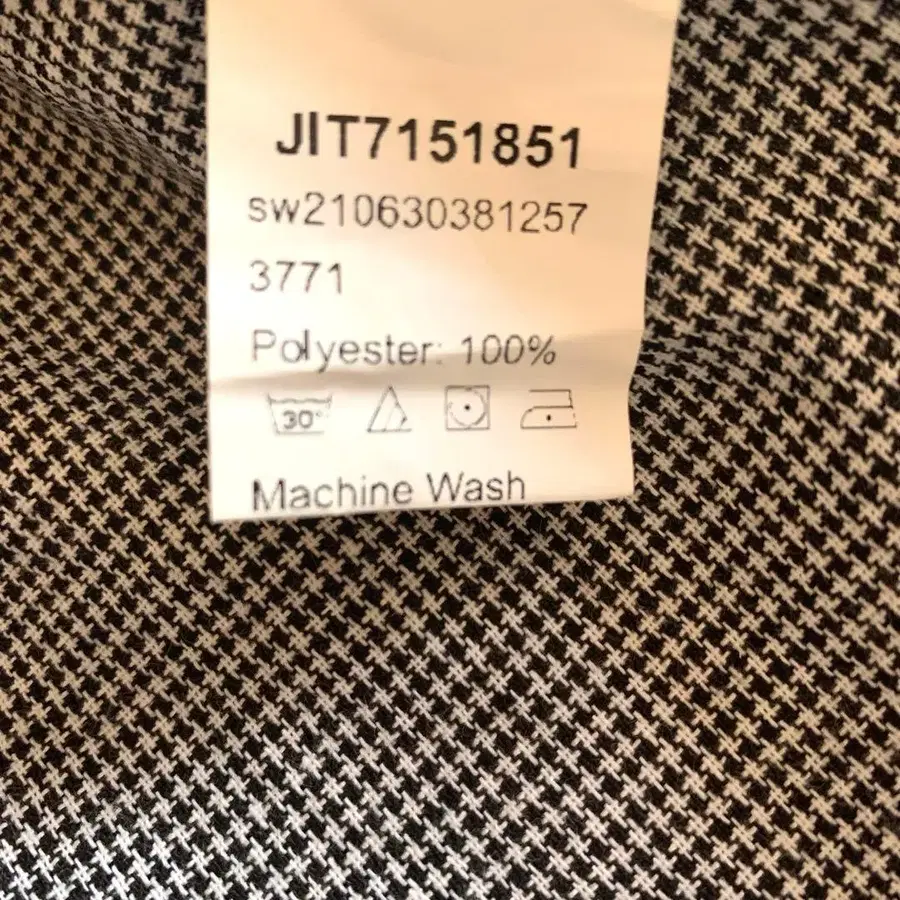 JIT7151851
sw210630381257
3771
Polyester: 100%
30°
Machine Wash